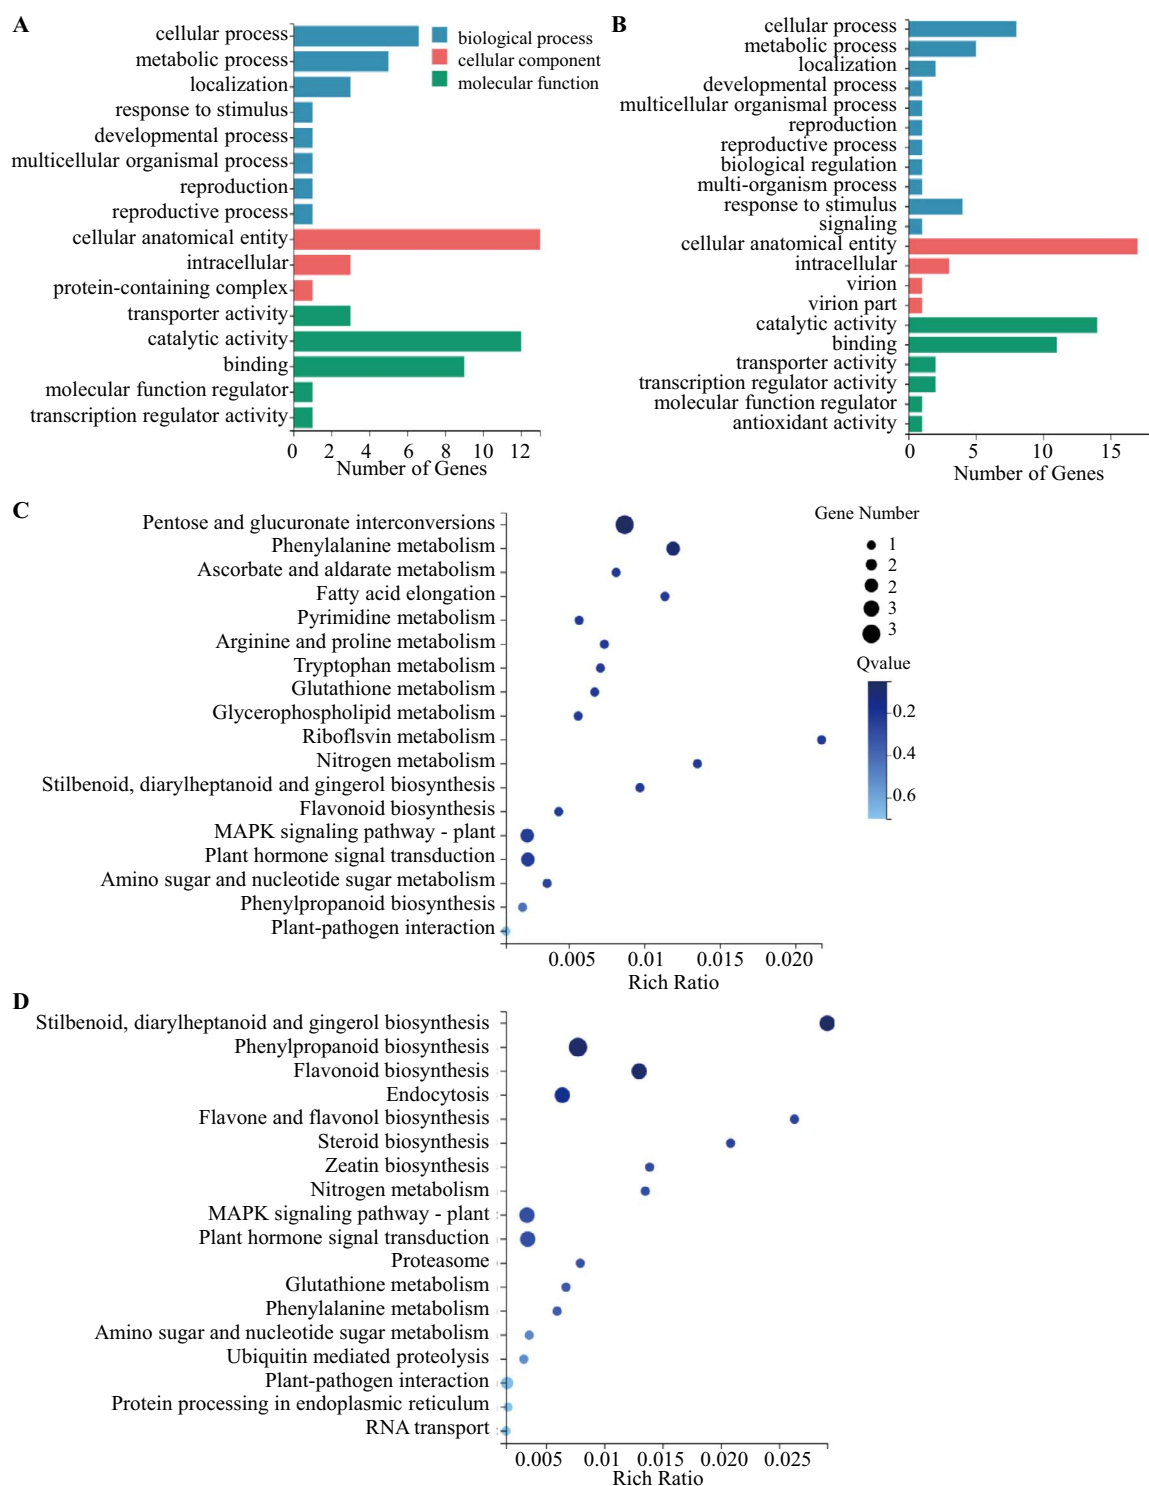 A
cellular process
metabolic process
localization
response to stimulus
developmental process
multicellular organismal process
reproduction
reproductive process
cellular anatomical entity
intracellular
protein-containing complex
transporter activity
catalytic activity
binding
molecular function regulator
transcription regulator activity
0 2 4 6 8 10 12
Number of Genes
biological process
cellular component
molecular function
B
cellular process
metabolic process
localization
developmental process
multicellular organismal process
reproduction
reproductive process
biological regulation
multi-organism process
response to stimulus
signaling
cellular anatomical entity
intracellular
virion
virion part
catalytic activity
binding
transporter activity
transcription regulator activity
molecular function regulator
antioxidant activity
0 5 10 15
Number of Genes
C
Pentose and glucuronate interconversions
Phenylalanine metabolism
Ascorbate and aldarate metabolism
Fatty acid elongation
Pyrimidine metabolism
Arginine and proline metabolism
Tryptophan metabolism
Glutathione metabolism
Glycerophospholipid metabolism
Riboflsvin metabolism
Nitrogen metabolism
Stilbenoid, diarylheptanoid and gingerol biosynthesis
Flavonoid biosynthesis
MAPK signaling pathway - plant
Plant hormone signal transduction
Amino sugar and nucleotide sugar metabolism
Phenylpropanoid biosynthesis
Plant-pathogen interaction
0.005 0.01 0.015 0.020
Rich Ratio
Gene Number
1
2
2
3
3
Qvalue
0.2
0.4
0.6
D
Stilbenoid, diarylheptanoid and gingerol biosynthesis
Phenylpropanoid biosynthesis
Flavonoid biosynthesis
Endocytosis
Flavone and flavonol biosynthesis
Steroid biosynthesis
Zeatin biosynthesis
Nitrogen metabolism
MAPK signaling pathway - plant
Plant hormone signal transduction
Proteasome
Glutathione metabolism
Phenylalanine metabolism
Amino sugar and nucleotide sugar metabolism
Ubiquitin mediated proteolysis
Plant-pathogen interaction
Protein processing in endoplasmic reticulum
RNA transport
0.005 0.01 0.015 0.020 0.025
Rich Ratio